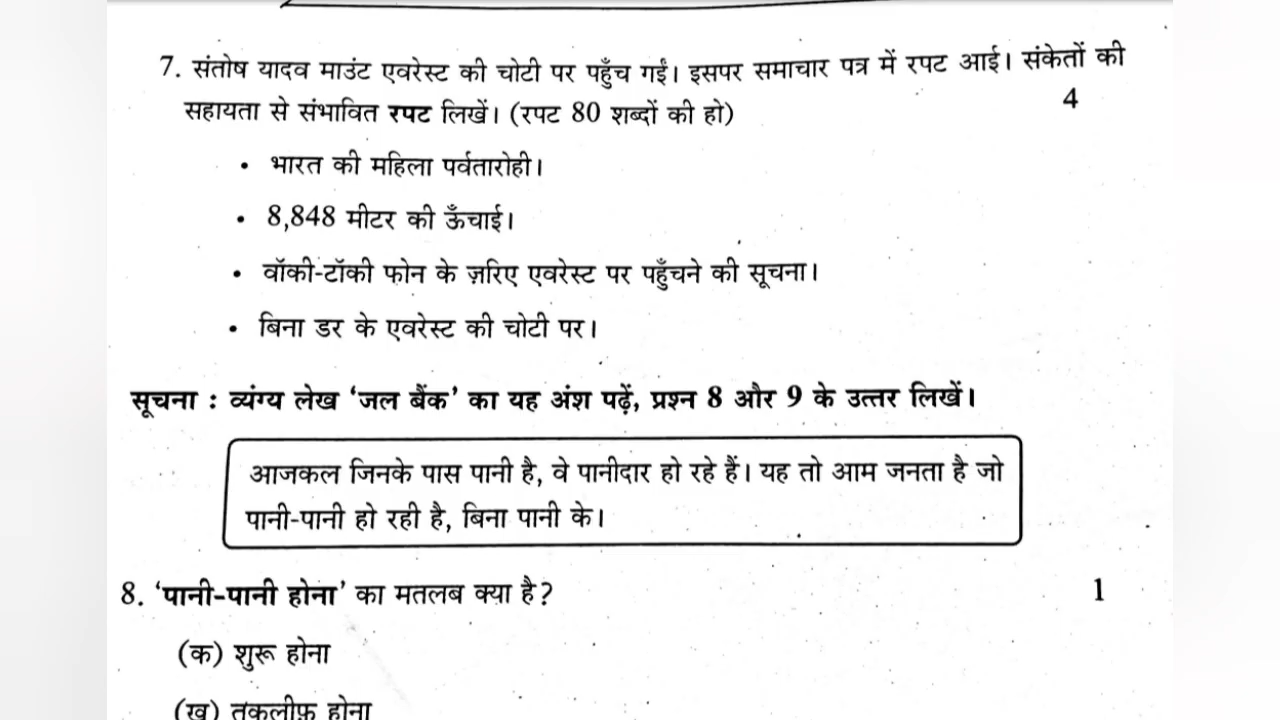 7. संतोष यादव माउंट एवरेस्ट की चोटी पर पहुँच गईं। इसपर समाचार पत्र में रपट आई। संकेतों की
सहायता से संभावित रपट लिखें। (रपट 80 शब्दों की हो) 4
• भारत की महिला पर्वतारोही।
• 8,848 मीटर की ऊँचाई।
• वॉकी-टॉकी फोन के ज़रिए एवरेस्ट पर पहुँचने की सूचना।
• बिना डर के एवरेस्ट की चोटी पर।
सूचना : व्यंग्य लेख ‘जल बैंक’ का यह अंश पढ़ें, प्रश्न 8 और 9 के उत्तर लिखें।
आजकल जिनके पास पानी है, वे पानीदार हो रहे हैं। यह तो आम जनता है जो
पानी-पानी हो रही है, बिना पानी के।
8. ‘पानी-पानी होना’ का मतलब क्या है? 1
(क) शुरू होना
(ख) तकलीफ़ होना